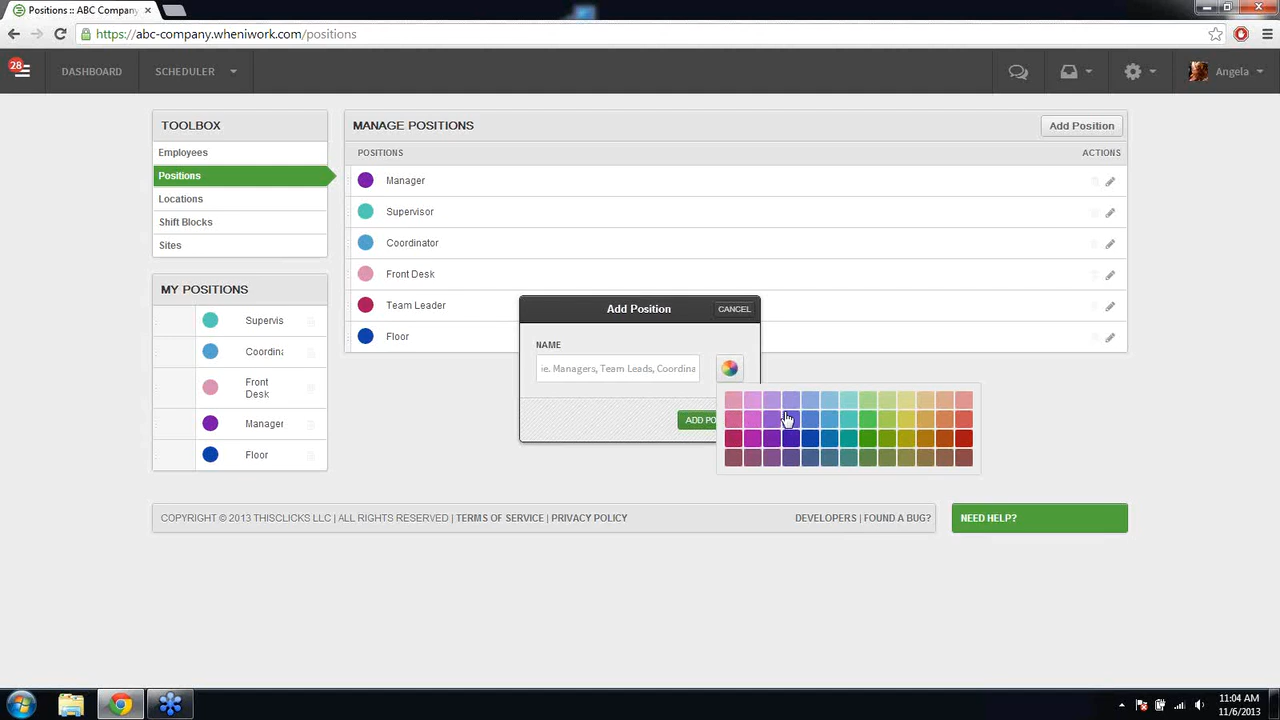 Positions :: ABC Company
https://abc-company.wheniwork.com/positions
28
DASHBOARD
SCHEDULER
Angela
TOOLBOX
Employees
Positions
Locations
Shift Blocks
Sites
MY POSITIONS
Supervis
Coordina
Front
Desk
Manager
Floor
MANAGE POSITIONS
Add Position
POSITIONS
ACTIONS
Manager
Supervisor
Coordinator
Front Desk
Team Leader
Floor
Add Position
CANCEL
NAME
ie. Managers, Team Leads, Coordina
ADD PO
COPYRIGHT © 2013 THISCLICKS LLC | ALL RIGHTS RESERVED | TERMS OF SERVICE | PRIVACY POLICY
DEVELOPERS | FOUND A BUG?
NEED HELP?
11:04 AM
11/6/2013